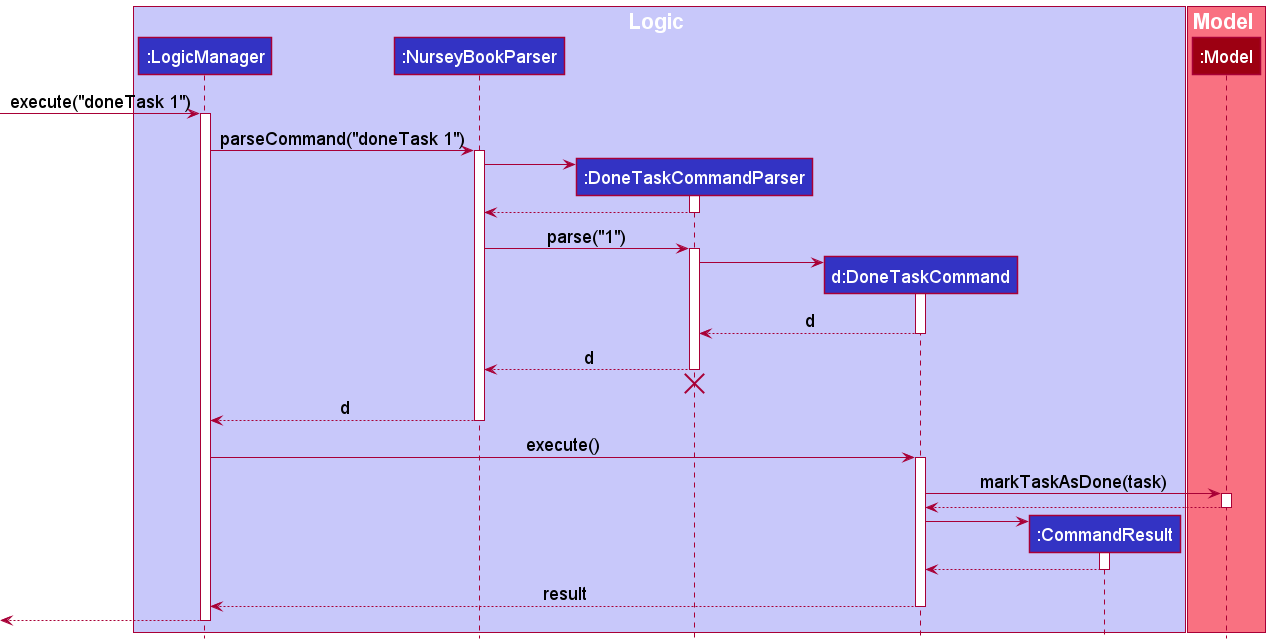 Logic
Model
:LogicManager
:NurseyBookParser
:Model
execute("doneTask 1")
parseCommand("doneTask 1")
:DoneTaskCommandParser
parse("1")
d:DoneTaskCommand
d
d
d
execute()
markTaskAsDone(task)
:CommandResult
result